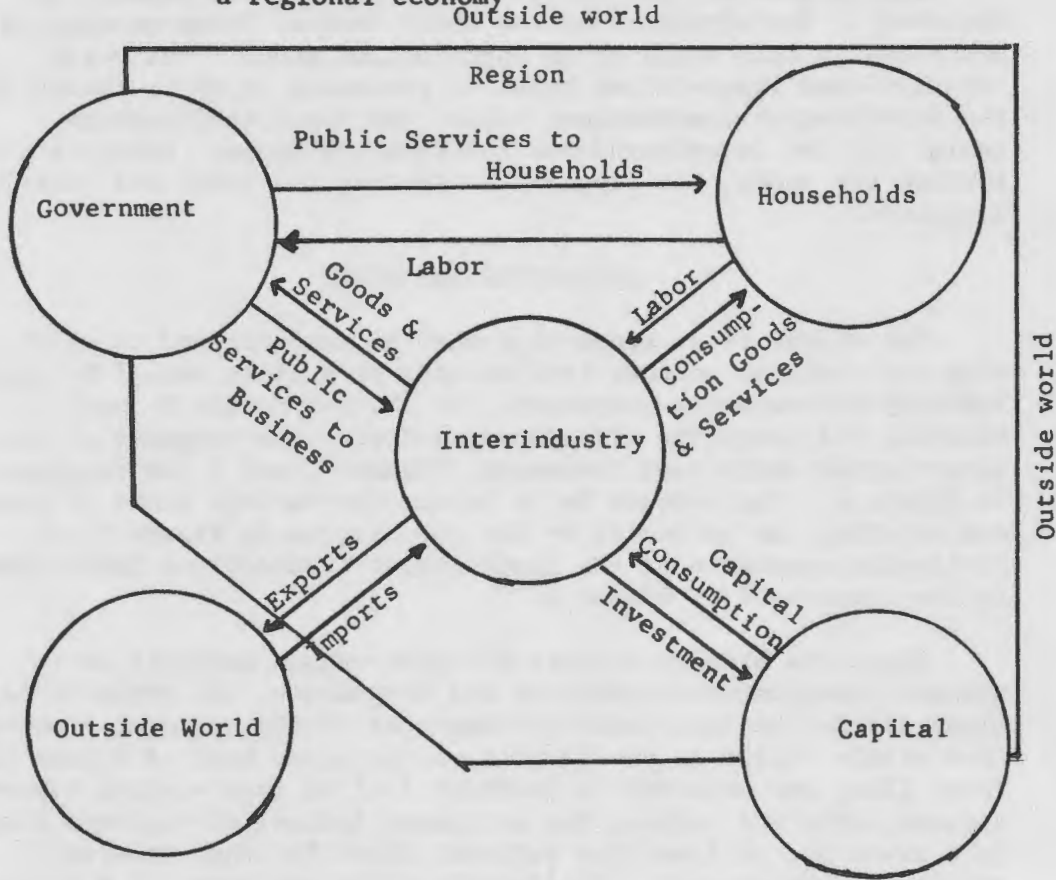 a regional economy
Outside world
Region
Public Services to
Households
Government
Households
Labor
Goods &
Services
Public
Services to
Business
Labor
Consump-
tion Goods
& Services
Interindustry
Outside world
Exports
Imports
Capital
Consumption
Investment
Outside World
Capital